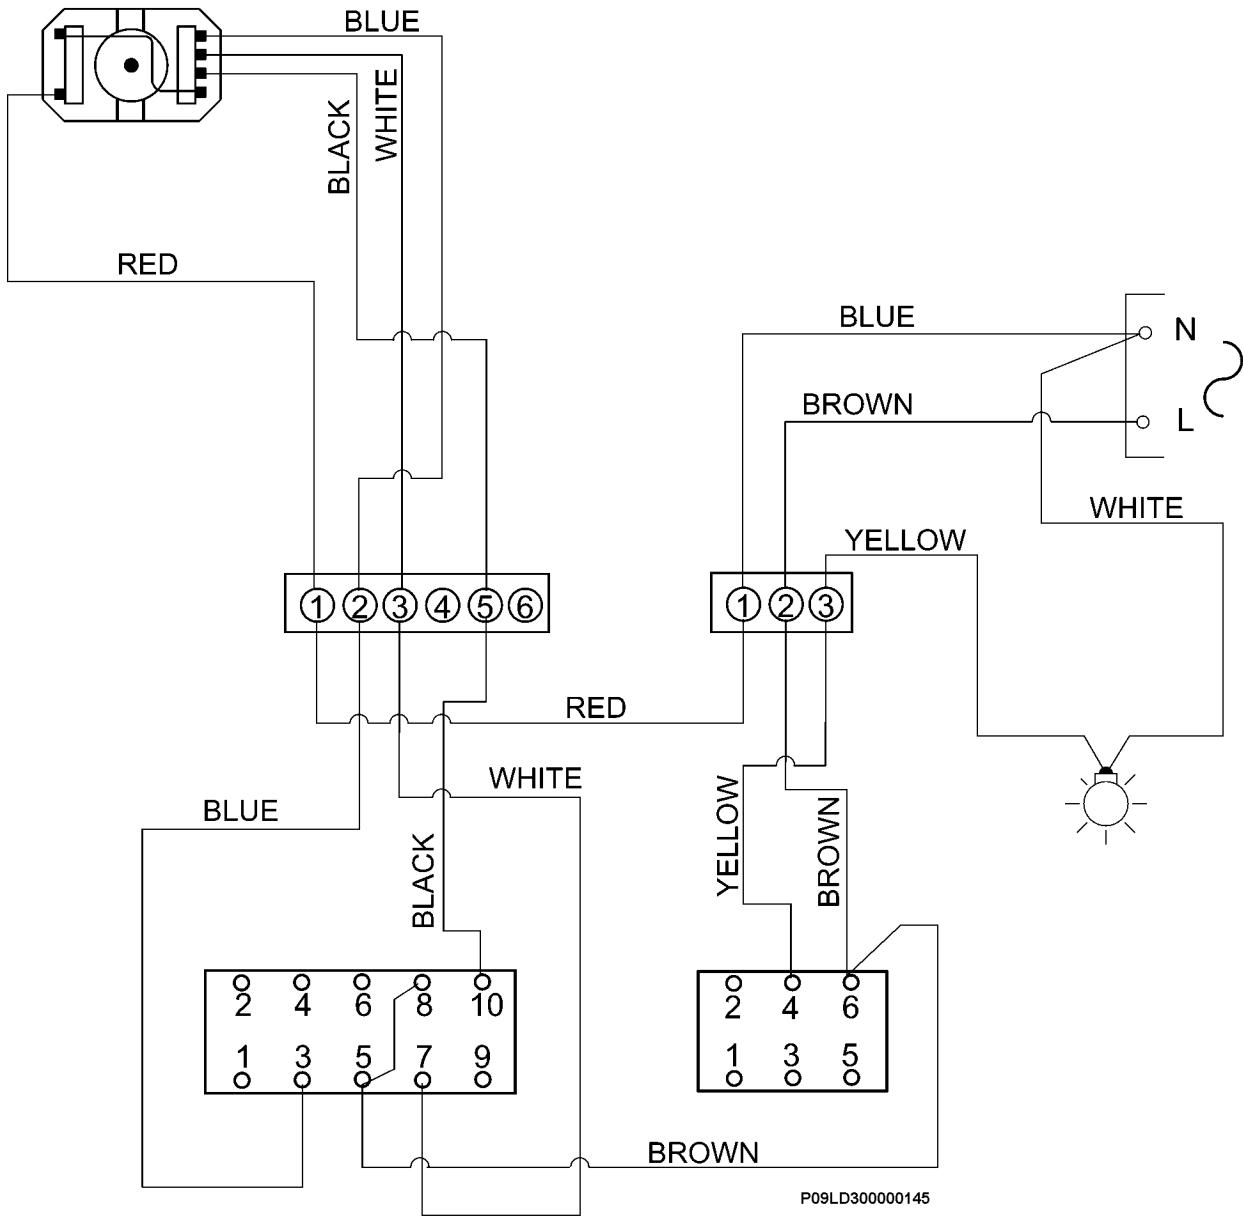 BLUE
BLACK
WHITE
RED
BLUE
N
BROWN
L
WHITE
YELLOW
1 2 3 4 5 6
1 2 3
RED
WHITE
BLUE
BLACK
YELLOW
BROWN
2 4 6 8 10
1 3 5 7 9
2 4 6
1 3 5
BROWN
P09LD300000145